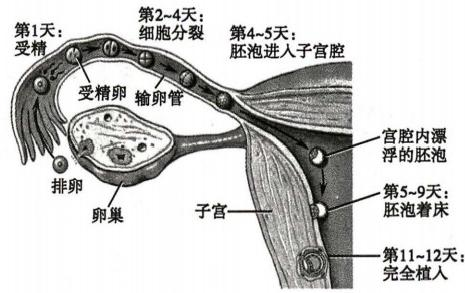 第1天：
受精
第2~4天：
细胞分裂
第4~5天：
胚泡进人子宫腔
受精卵
输卵管
宫腔内漂
浮的胚泡
排卵
卵巢
子宫
第5~9天：
胚泡着床
第11~12天：
完全植人